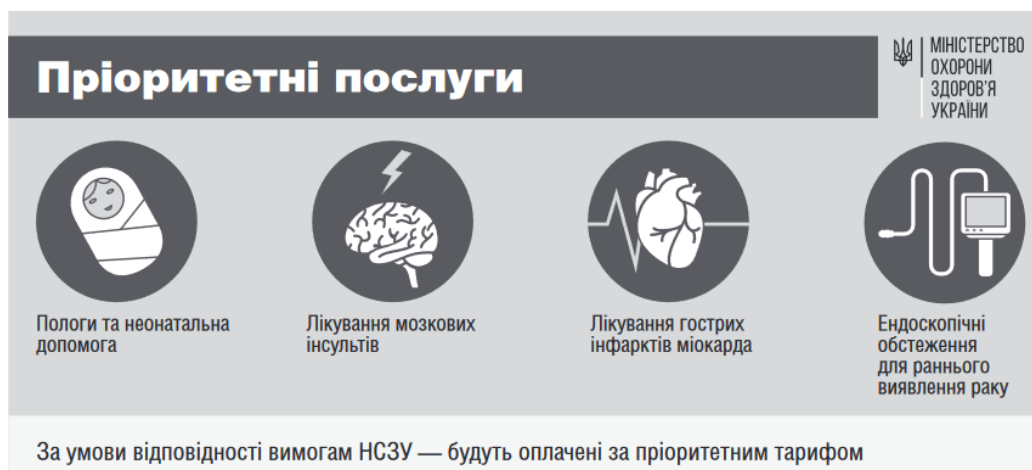 Пріоритетні послуги
МІНІСТЕРСТВО
ОХОРОНИ
ЗДОРОВ'Я
УКРАЇНИ
Пологи та неонатальна
допомога
Лікування мозкових
інсультів
Лікування гострих
інфарктів міокарда
Ендоскопічні
обстеження
для раннього
виявлення раку
За умови відповідності вимогам НСЗУ — будуть оплачені за пріоритетним тарифом